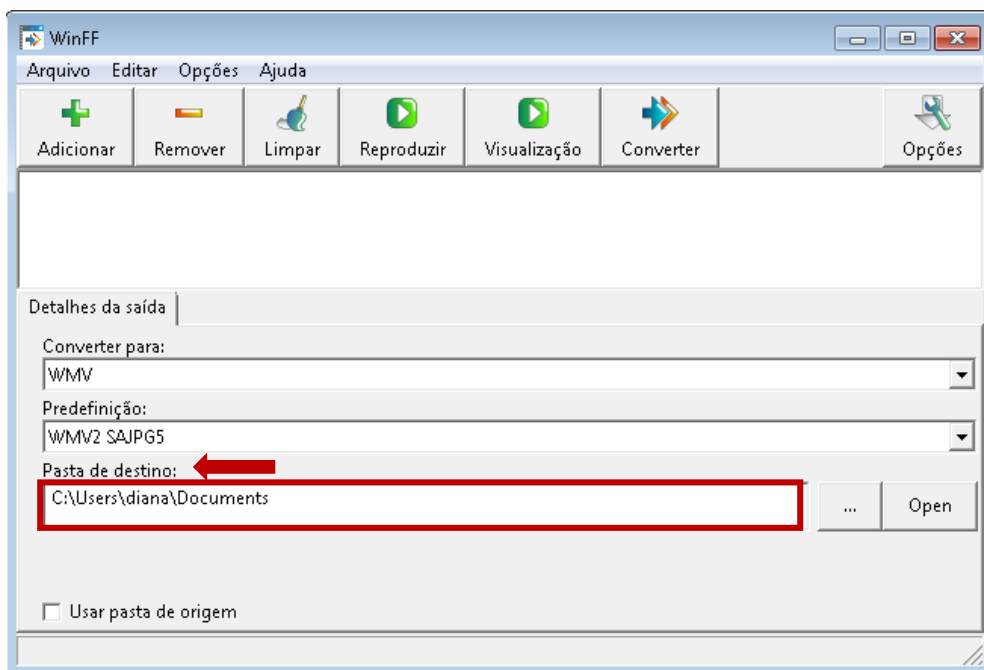 WinFF
Arquivo Editar Opções Ajuda
Adicionar Remover Limpar Reproduzir Visualização Converter Opções
Detalhes da saída
Converter para:
WMV
Predefinição:
WMV2 SAJPG5
Pasta de destino:
C:\Users\diana\Documents
... Open
Usar pasta de origem